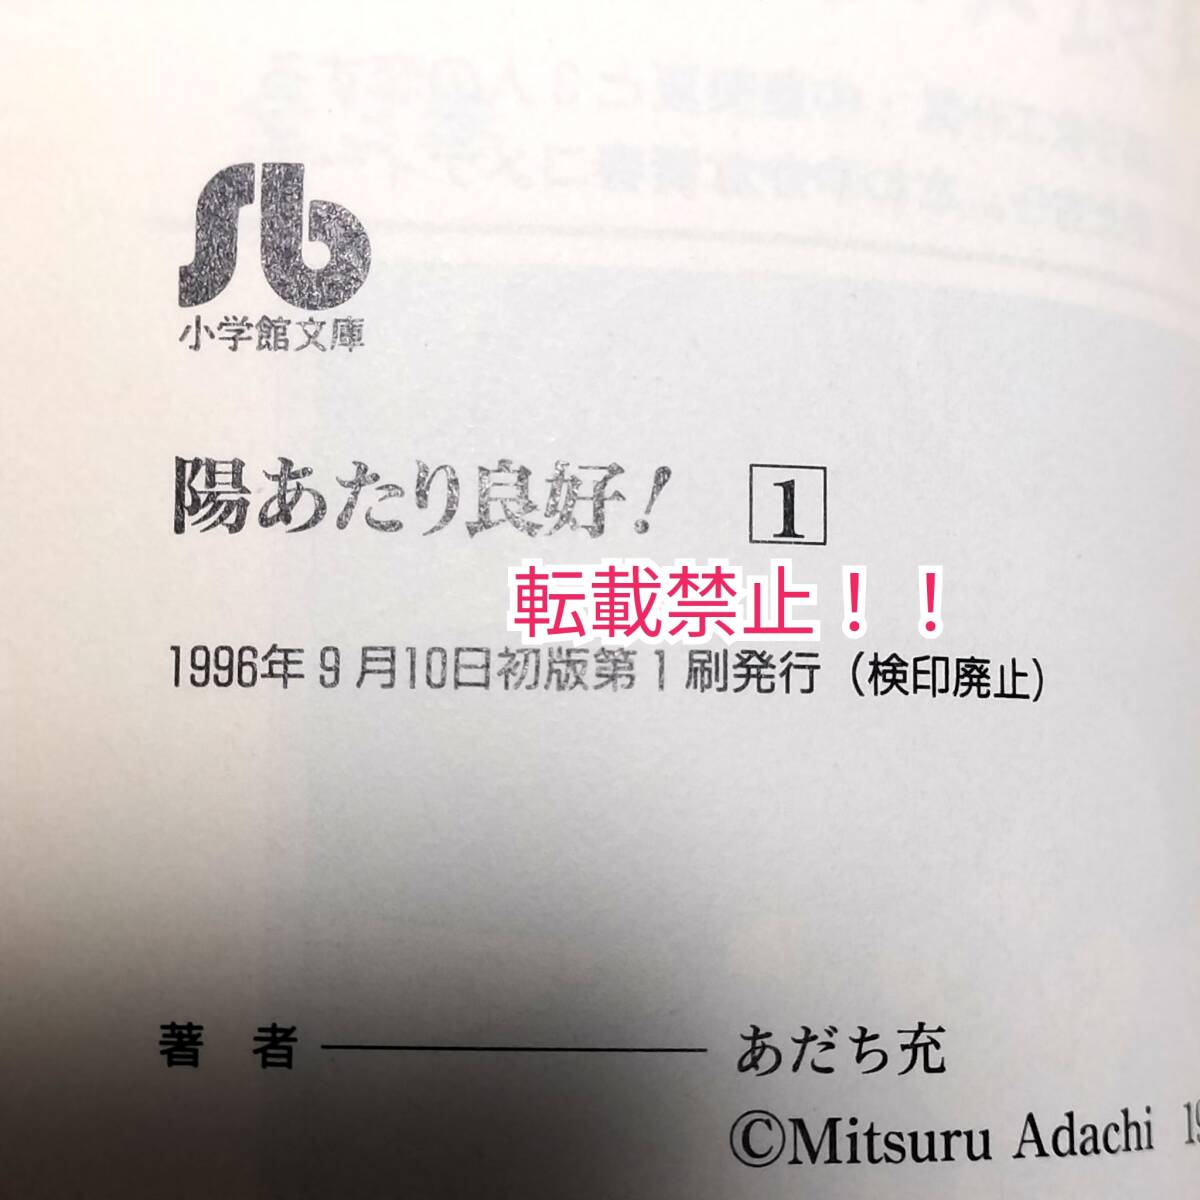 Sb
小学館文庫
陽あたり良好! 1
転載禁止！！
1996年9月10日初版第1刷発行（検印廃止）
著者 あだち充
©Mitsuru Adachi